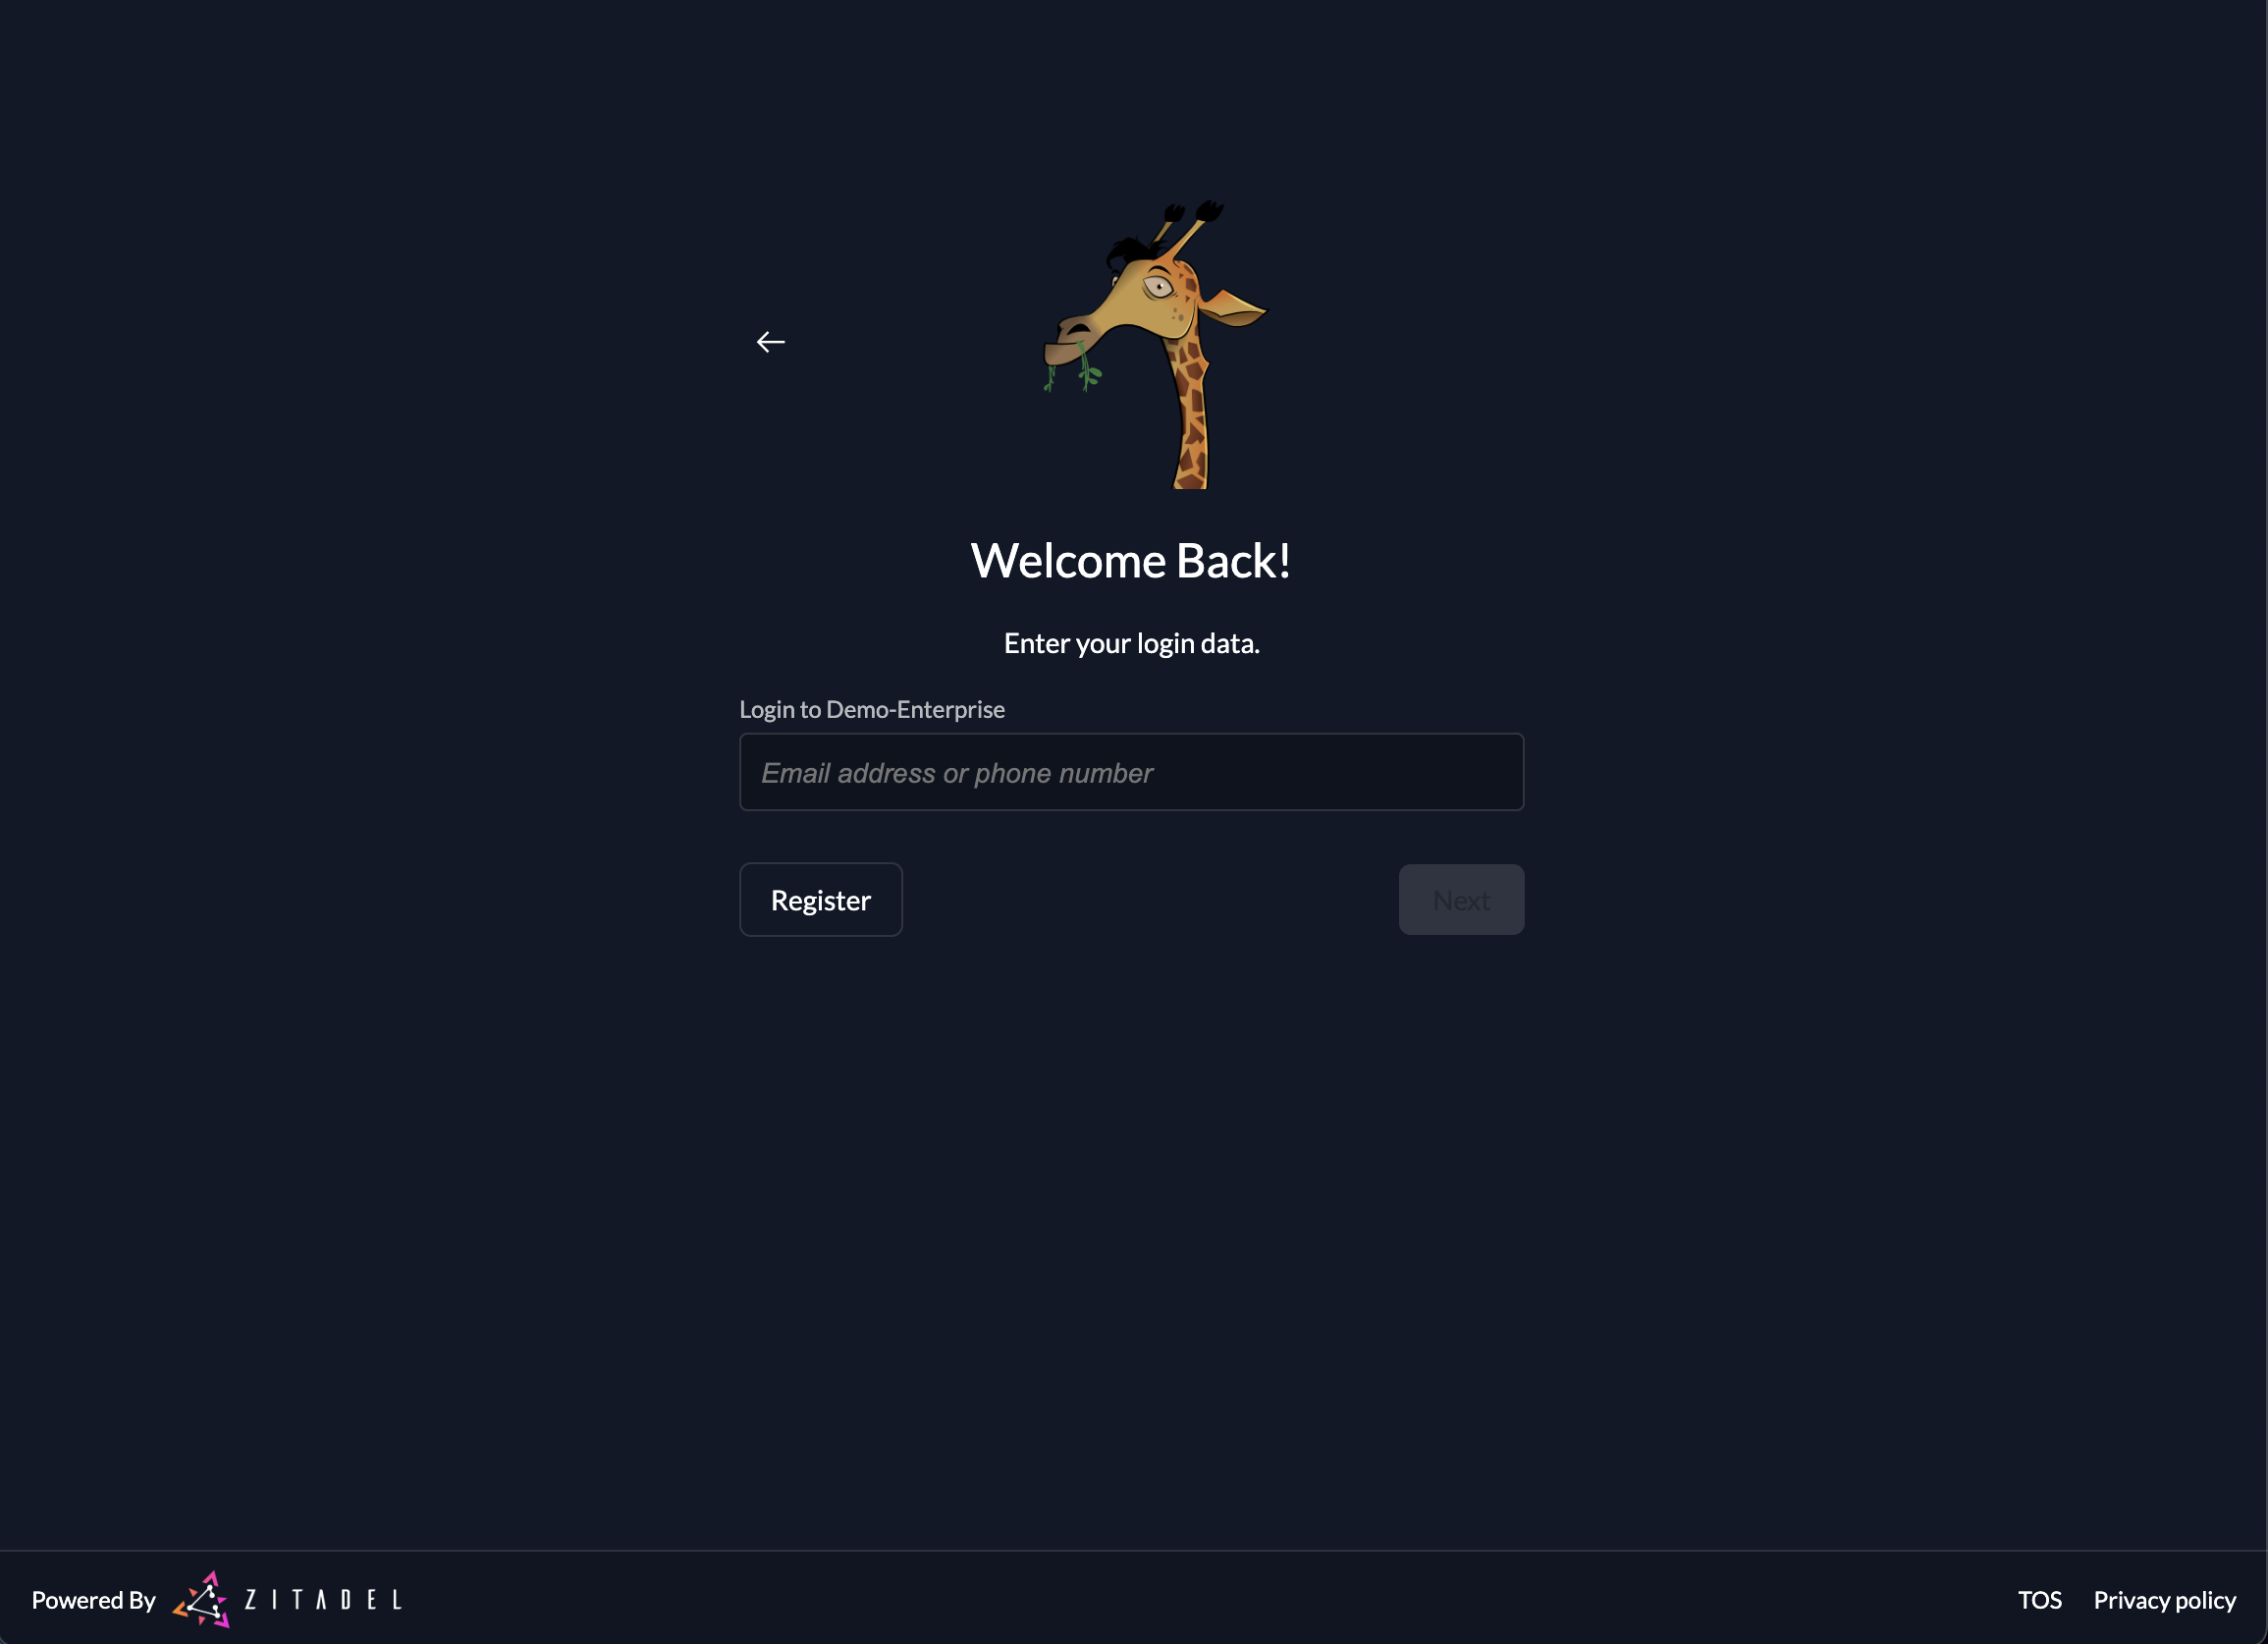 Welcome Back!
Enter your login data.
Login to Demo-Enterprise
Email address or phone number
Register
Next
Powered By ZITADEL
TOS
Privacy policy